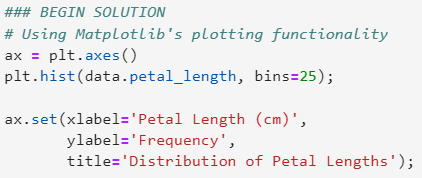 ### BEGIN SOLUTION
# Using Matplotlib's plotting functionality
ax = plt.axes()
plt.hist(data.petal_length, bins=25);

ax.set(xlabel='Petal Length (cm)',
       ylabel='Frequency',
       title='Distribution of Petal Lengths');